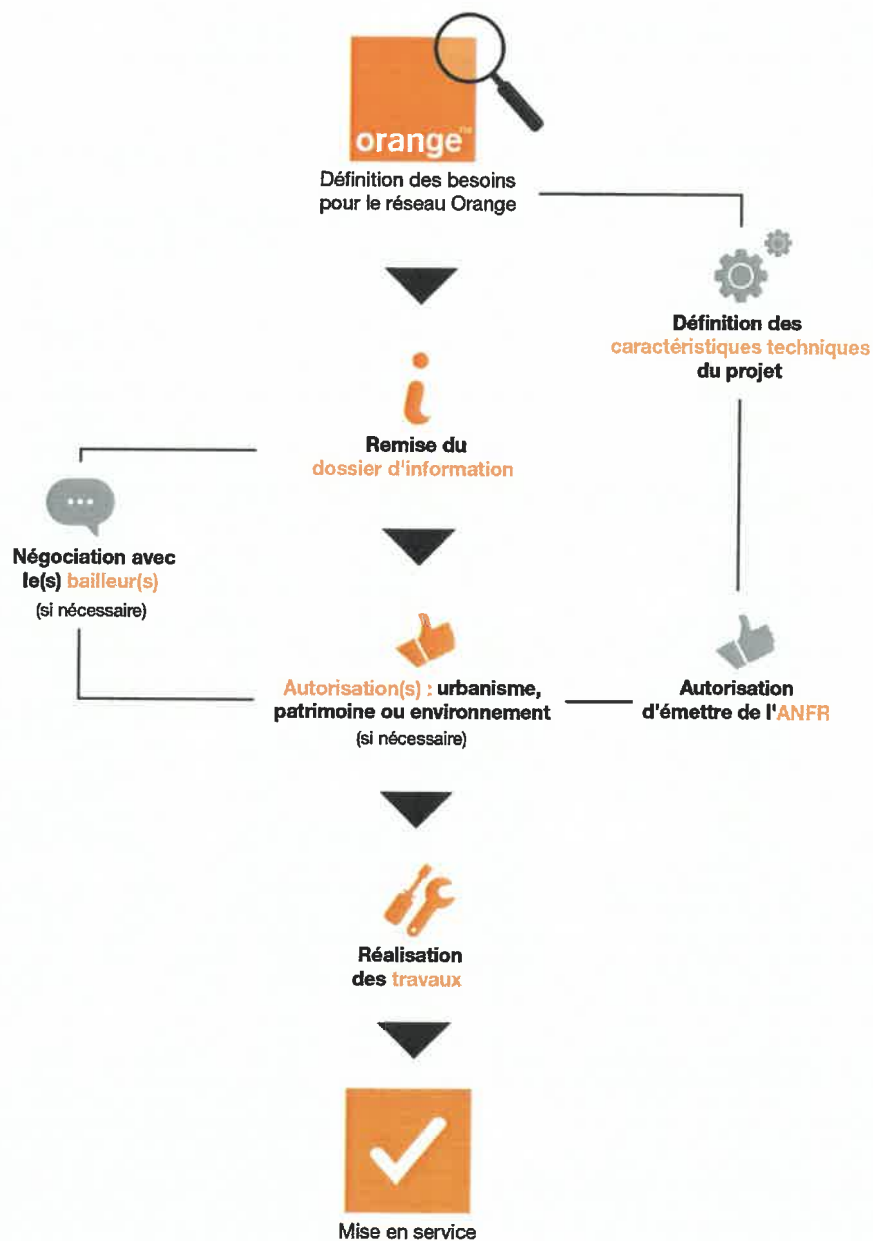 orange™
Définition des besoins
pour le réseau Orange
Définition des
caractéristiques techniques
du projet
Remise du
dossier d'information
Négociation avec
le(s) bailleur(s)
(si nécessaire)
Autorisation(s) : urbanisme,
patrimoine ou environnement
(si nécessaire)
Autorisation
d'émettre de l'ANFR
Réalisation
des travaux
Mise en service